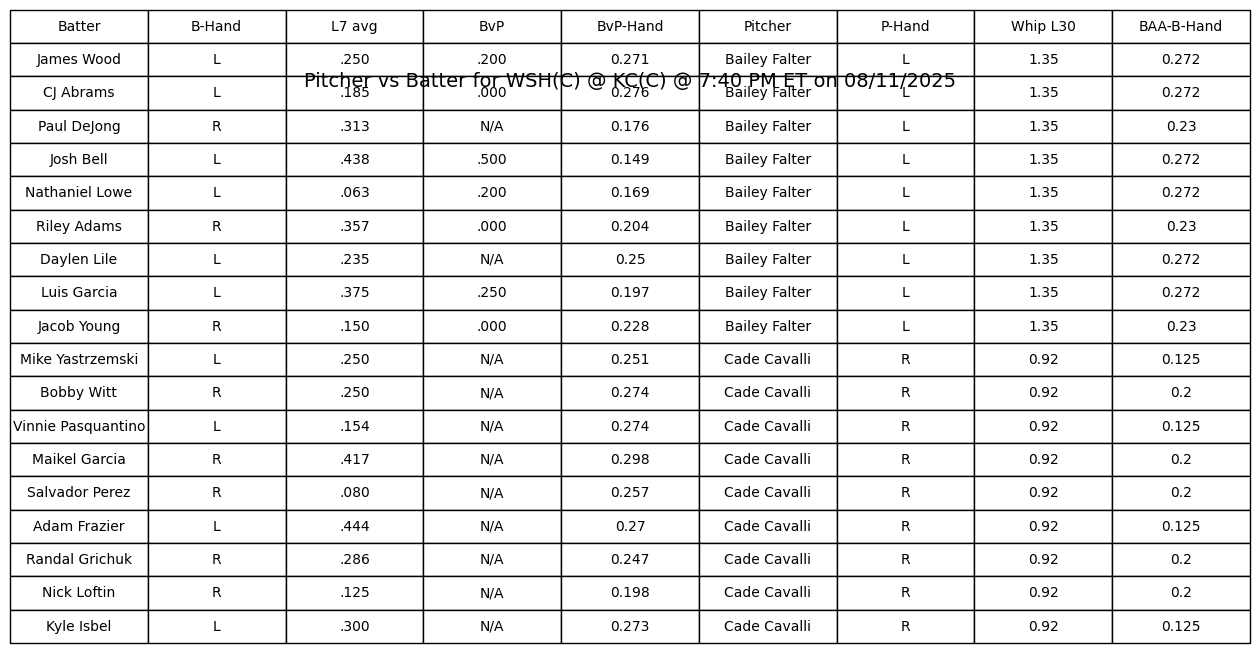 Batter B-Hand L7 avg BvP BvP-Hand Pitcher P-Hand Whip L30 BAA-B-Hand
James Wood L .250 .200 0.271 Bailey Falter L 1.35 0.272
Pitcher vs Batter for WSH(C) @ KC(C) @ 7:40 PM ET on 08/11/2025
CJ Abrams L .185 .000 0.276 Bailey Falter L 1.35 0.272
Paul DeJong R .313 N/A 0.176 Bailey Falter L 1.35 0.23
Josh Bell L .438 .500 0.149 Bailey Falter L 1.35 0.272
Nathaniel Lowe L .063 .200 0.169 Bailey Falter L 1.35 0.272
Riley Adams R .357 .000 0.204 Bailey Falter L 1.35 0.23
Daylen Lile L .235 N/A 0.25 Bailey Falter L 1.35 0.272
Luis Garcia L .375 .250 0.197 Bailey Falter L 1.35 0.272
Jacob Young R .150 .000 0.228 Bailey Falter L 1.35 0.23
Mike Yastrzemski L .250 N/A 0.251 Cade Cavalli R 0.92 0.125
Bobby Witt R .250 N/A 0.274 Cade Cavalli R 0.92 0.2
Vinnie Pasquantino L .154 N/A 0.274 Cade Cavalli R 0.92 0.125
Maikel Garcia R .417 N/A 0.298 Cade Cavalli R 0.92 0.2
Salvador Perez R .080 N/A 0.257 Cade Cavalli R 0.92 0.2
Adam Frazier L .444 N/A 0.27 Cade Cavalli R 0.92 0.125
Randal Grichuk R .286 N/A 0.247 Cade Cavalli R 0.92 0.2
Nick Loftin R .125 N/A 0.198 Cade Cavalli R 0.92 0.2
Kyle Isbel L .300 N/A 0.273 Cade Cavalli R 0.92 0.125